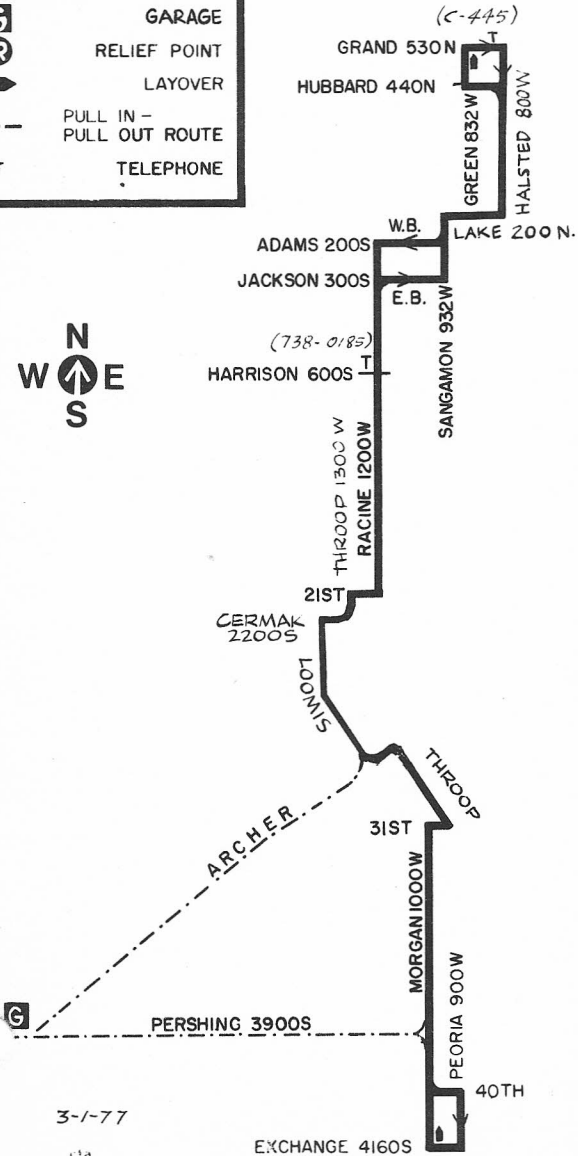 G GARAGE
R RELIEF POINT
LAYOVER
PULL IN -
PULL OUT ROUTE
T TELEPHONE
(C-445)
GRAND 530N
T
HUBBARD 440N
GREEN 832W
HALSTED 800W
W.B.
LAKE 200 N.
ADAMS 200S
JACKSON 300S
E.B.
SANGAMON 932W
N
W E
S
(738-0185)
T
HARRISON 600S
THROOP 1300 W
RACINE 1200W
21ST
CERMAK
2200S
LOOMIS
THROOP
31ST
ARCHER
MORGAN 1000W
PEORIA 900W
G
PERSHING 3900S
40TH
3-1-77
EXCHANGE 4160S